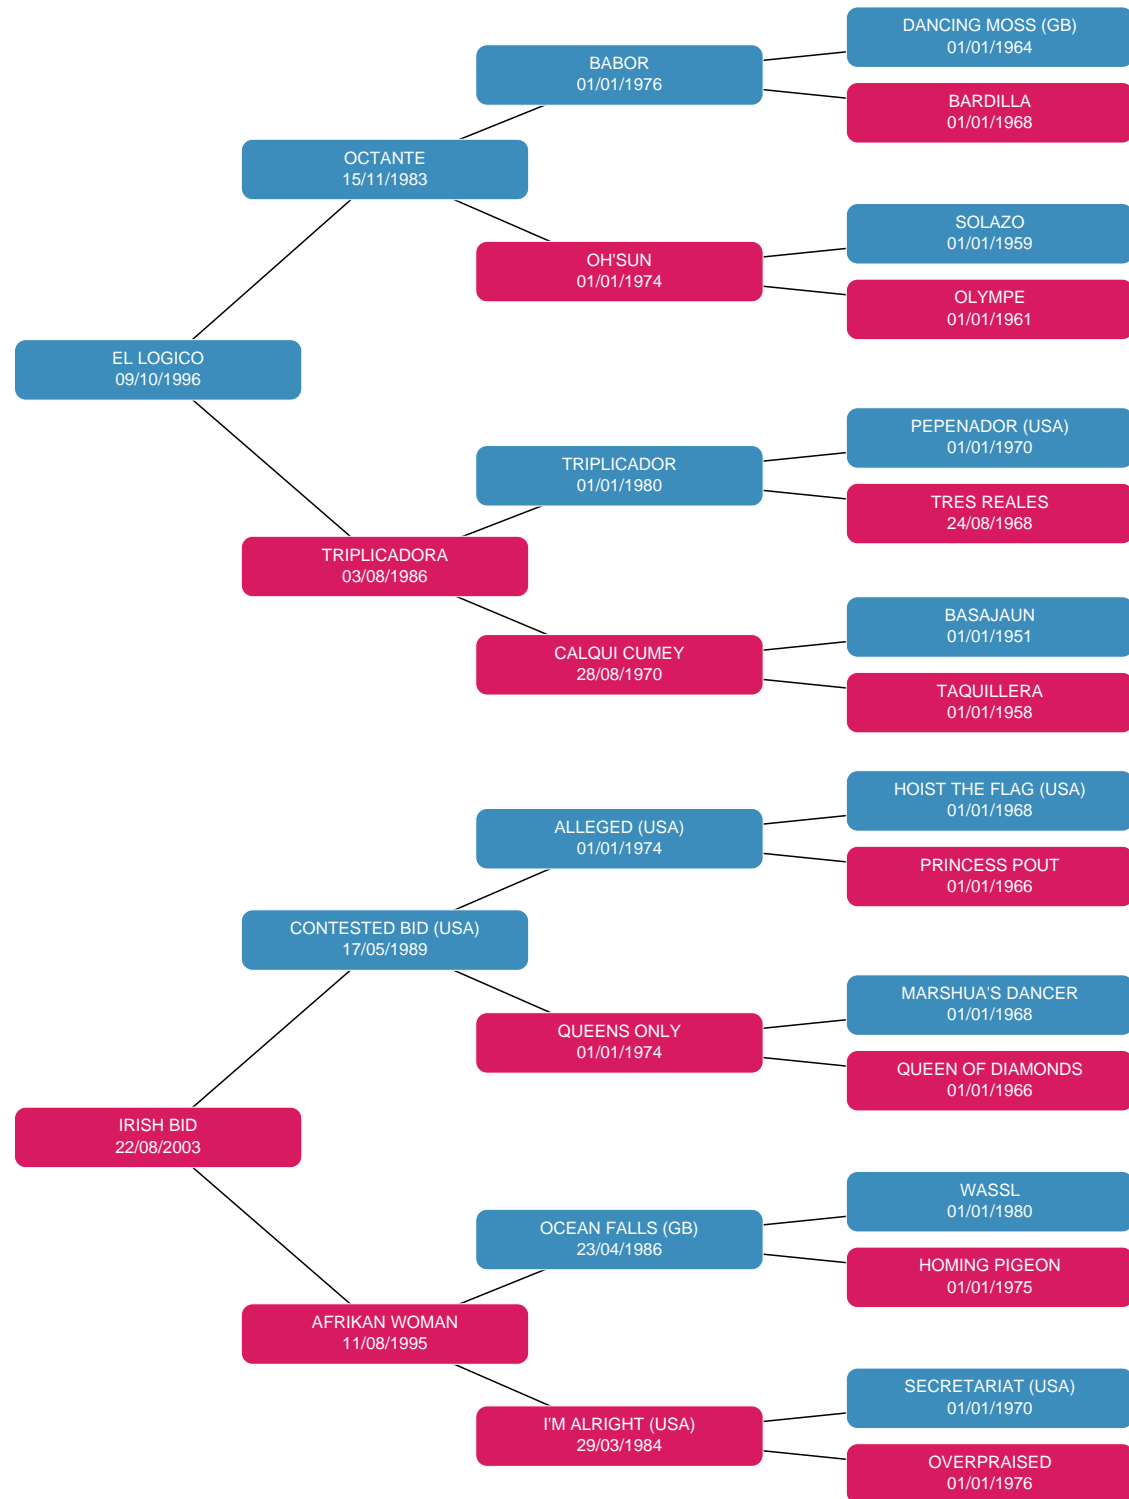 DANCING MOSS (GB)
01/01/1964
BABOR
01/01/1976
BARDILLA
01/01/1968
OCTANTE
15/11/1983
SOLAZO
01/01/1959
OH'SUN
01/01/1974
OLYMPE
01/01/1961
EL LOGICO
09/10/1996
PEPENADOR (USA)
01/01/1970
TRIPLICADOR
01/01/1980
TRES REALES
24/08/1968
TRIPLICADORA
03/08/1986
BASAJAUN
01/01/1951
CALQUI CUMEY
28/08/1970
TAQUILLERA
01/01/1958
HOIST THE FLAG (USA)
01/01/1968
ALLEGED (USA)
01/01/1974
PRINCESS POUT
01/01/1966
CONTESTED BID (USA)
17/05/1989
MARSHUA'S DANCER
01/01/1968
QUEENS ONLY
01/01/1974
QUEEN OF DIAMONDS
01/01/1966
IRISH BID
22/08/2003
WASSL
01/01/1980
OCEAN FALLS (GB)
23/04/1986
HOMING PIGEON
01/01/1975
AFRIKAN WOMAN
11/08/1995
SECRETARIAT (USA)
01/01/1970
I'M ALRIGHT (USA)
29/03/1984
OVERPRAISED
01/01/1976